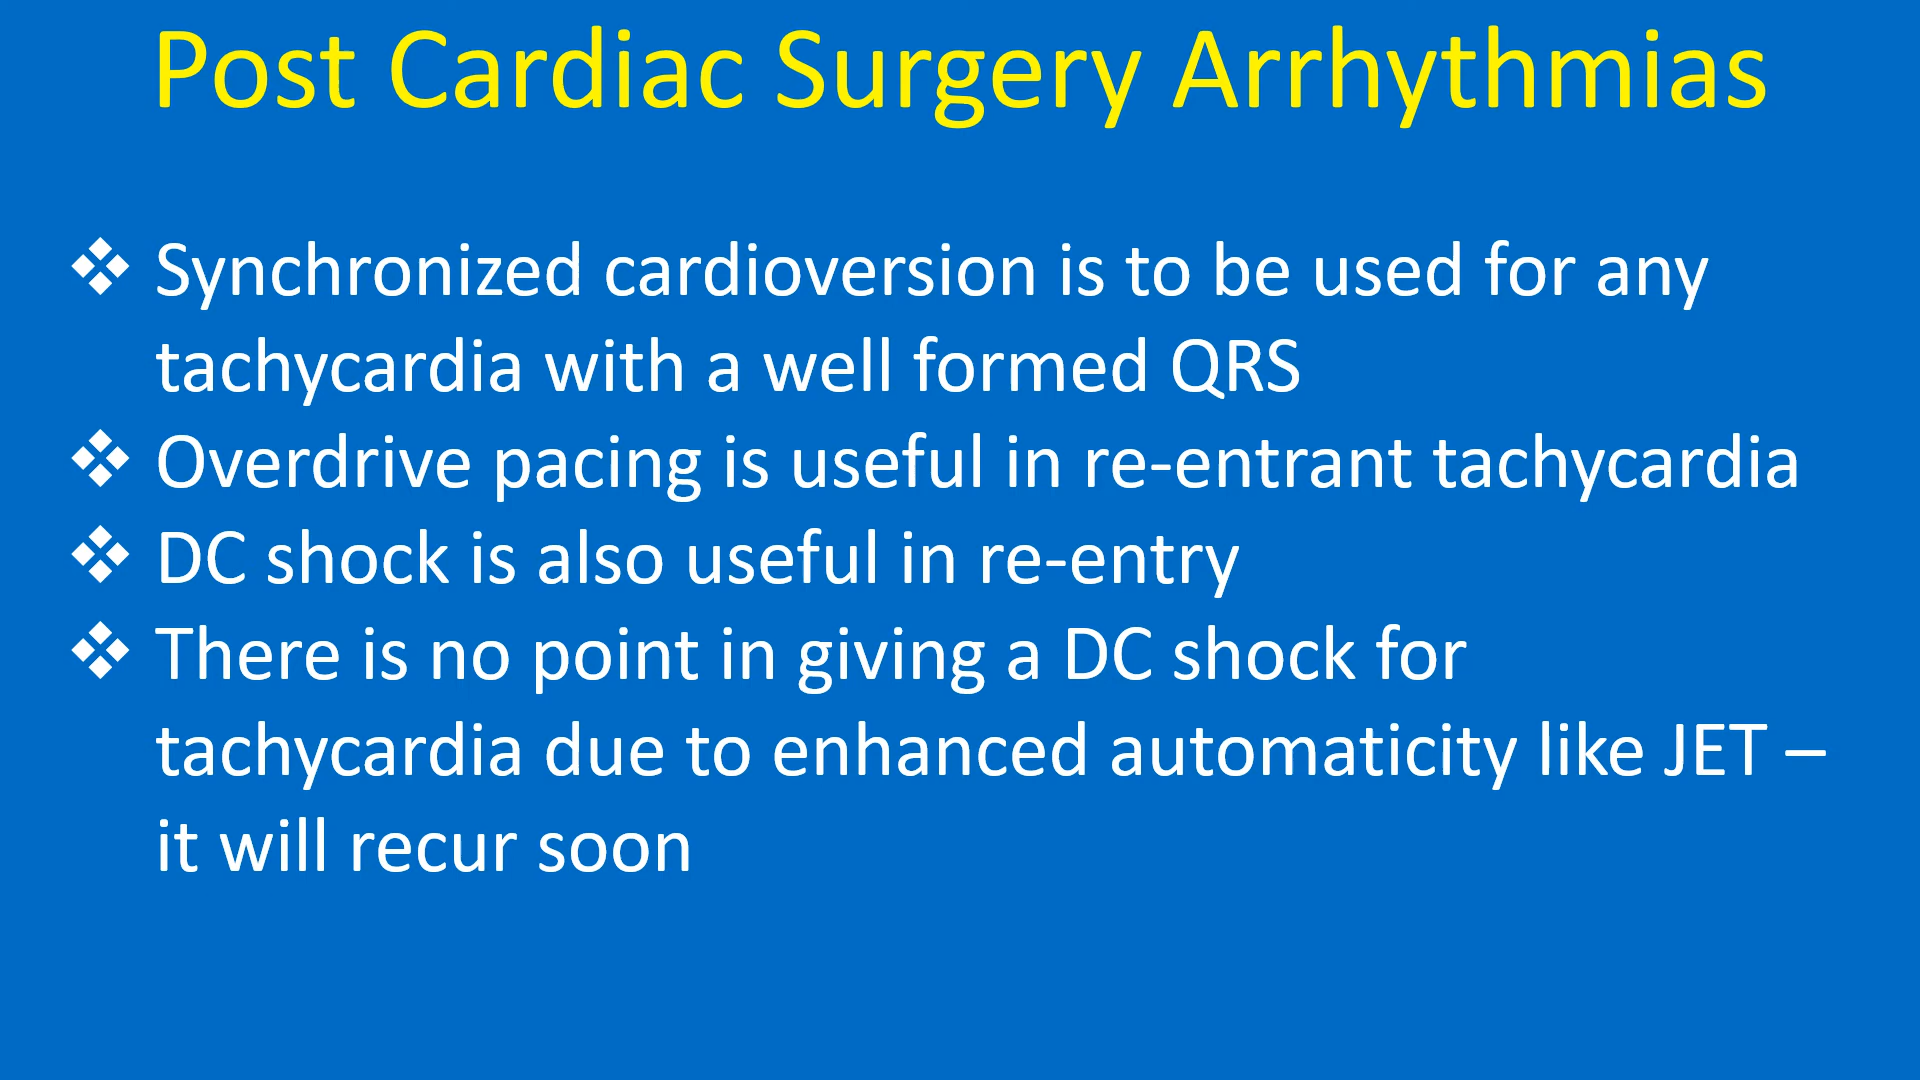 Post Cardiac Surgery Arrhythmias
❖ Synchronized cardioversion is to be used for any
tachycardia with a well formed QRS
❖ Overdrive pacing is useful in re-entrant tachycardia
❖ DC shock is also useful in re-entry
❖ There is no point in giving a DC shock for
tachycardia due to enhanced automaticity like JET –
it will recur soon